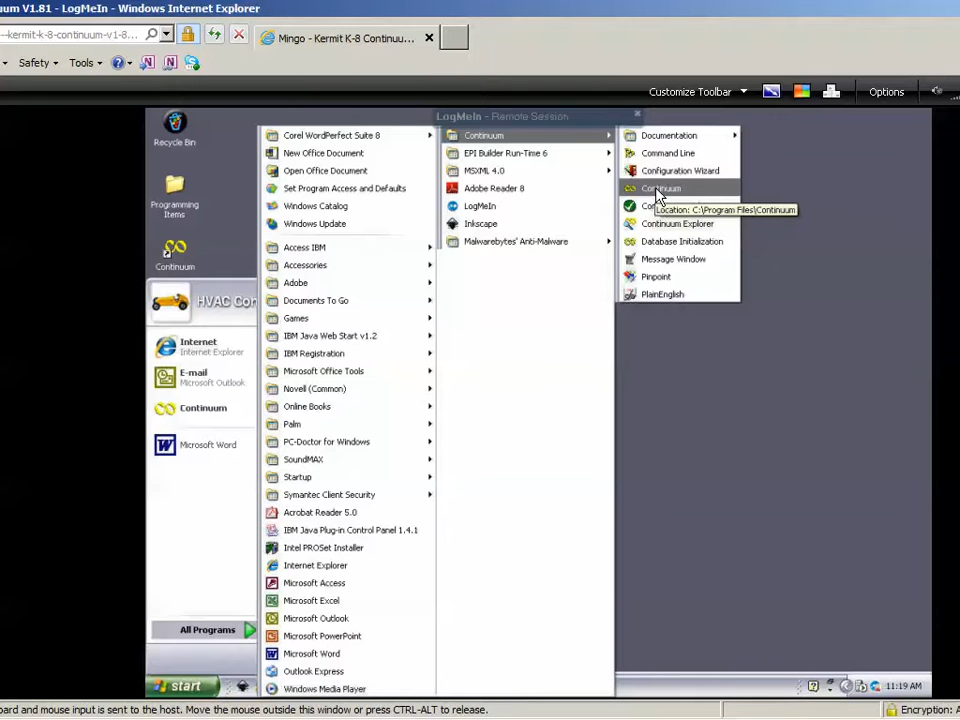 uum V1.81 - LogMeIn - Windows Internet Explorer
--kermit-k-8-continuum-v1-8...
Mingo - Kermit K-8 Continuu...
Safety
Tools
Customize Toolbar
Options
LogMeIn - Remote Session
Recycle Bin
Programming Items
Continuum
HVAC Con
Internet
Internet Explorer
E-mail
Microsoft Outlook
Continuum
Microsoft Word
All Programs
start
Corel WordPerfect Suite 8
New Office Document
Open Office Document
Set Program Access and Defaults
Windows Catalog
Windows Update
Access IBM
Accessories
Adobe
Documents To Go
Games
IBM Java Web Start v1.2
IBM Registration
Microsoft Office Tools
Novell (Common)
Online Books
Palm
PC-Doctor for Windows
SoundMAX
Startup
Symantec Client Security
Acrobat Reader 5.0
IBM Java Plug-in Control Panel 1.4.1
Intel PROSet Installer
Internet Explorer
Microsoft Access
Microsoft Excel
Microsoft Outlook
Microsoft PowerPoint
Microsoft Word
Outlook Express
Windows Media Player
Continuum
EPI Builder Run-Time 6
MSXML 4.0
Adobe Reader 8
LogMeIn
Inkscape
Malwarebytes' Anti-Malware
Documentation
Command Line
Configuration Wizard
Continuum
Location: C:\Program Files\Continuum
Continuum Explorer
Database Initialization
Message Window
Pinpoint
PlainEnglish
11:19 AM
oard and mouse input is sent to the host. Move the mouse outside this window or press CTRL-ALT to release.
Encryption: A